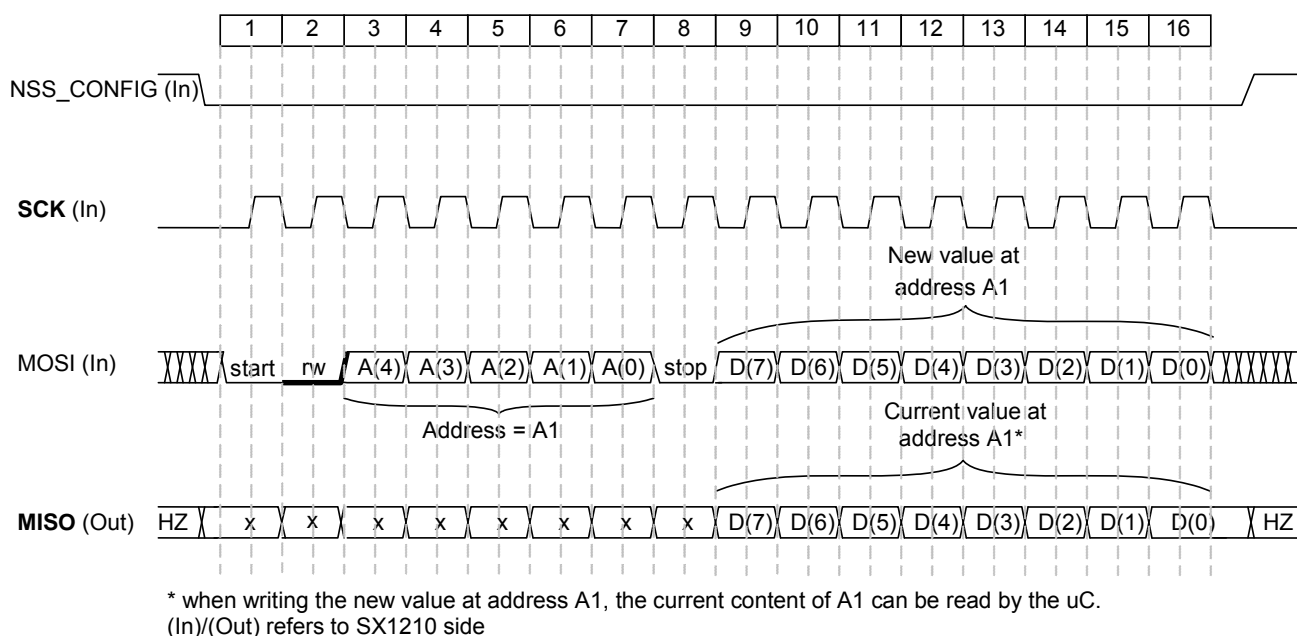 1 2 3 4 5 6 7 8 9 10 11 12 13 14 15 16
NSS_CONFIG (In)
SCK (In)
New value at
address A1
MOSI (In) start rw A(4) A(3) A(2) A(1) A(0) stop D(7) D(6) D(5) D(4) D(3) D(2) D(1) D(0)
Address = A1
Current value at
address A1*
MISO (Out) HZ x x x x x x x x D(7) D(6) D(5) D(4) D(3) D(2) D(1) D(0) HZ
* when writing the new value at address A1, the current content of A1 can be read by the uC.
(In)/(Out) refers to SX1210 side